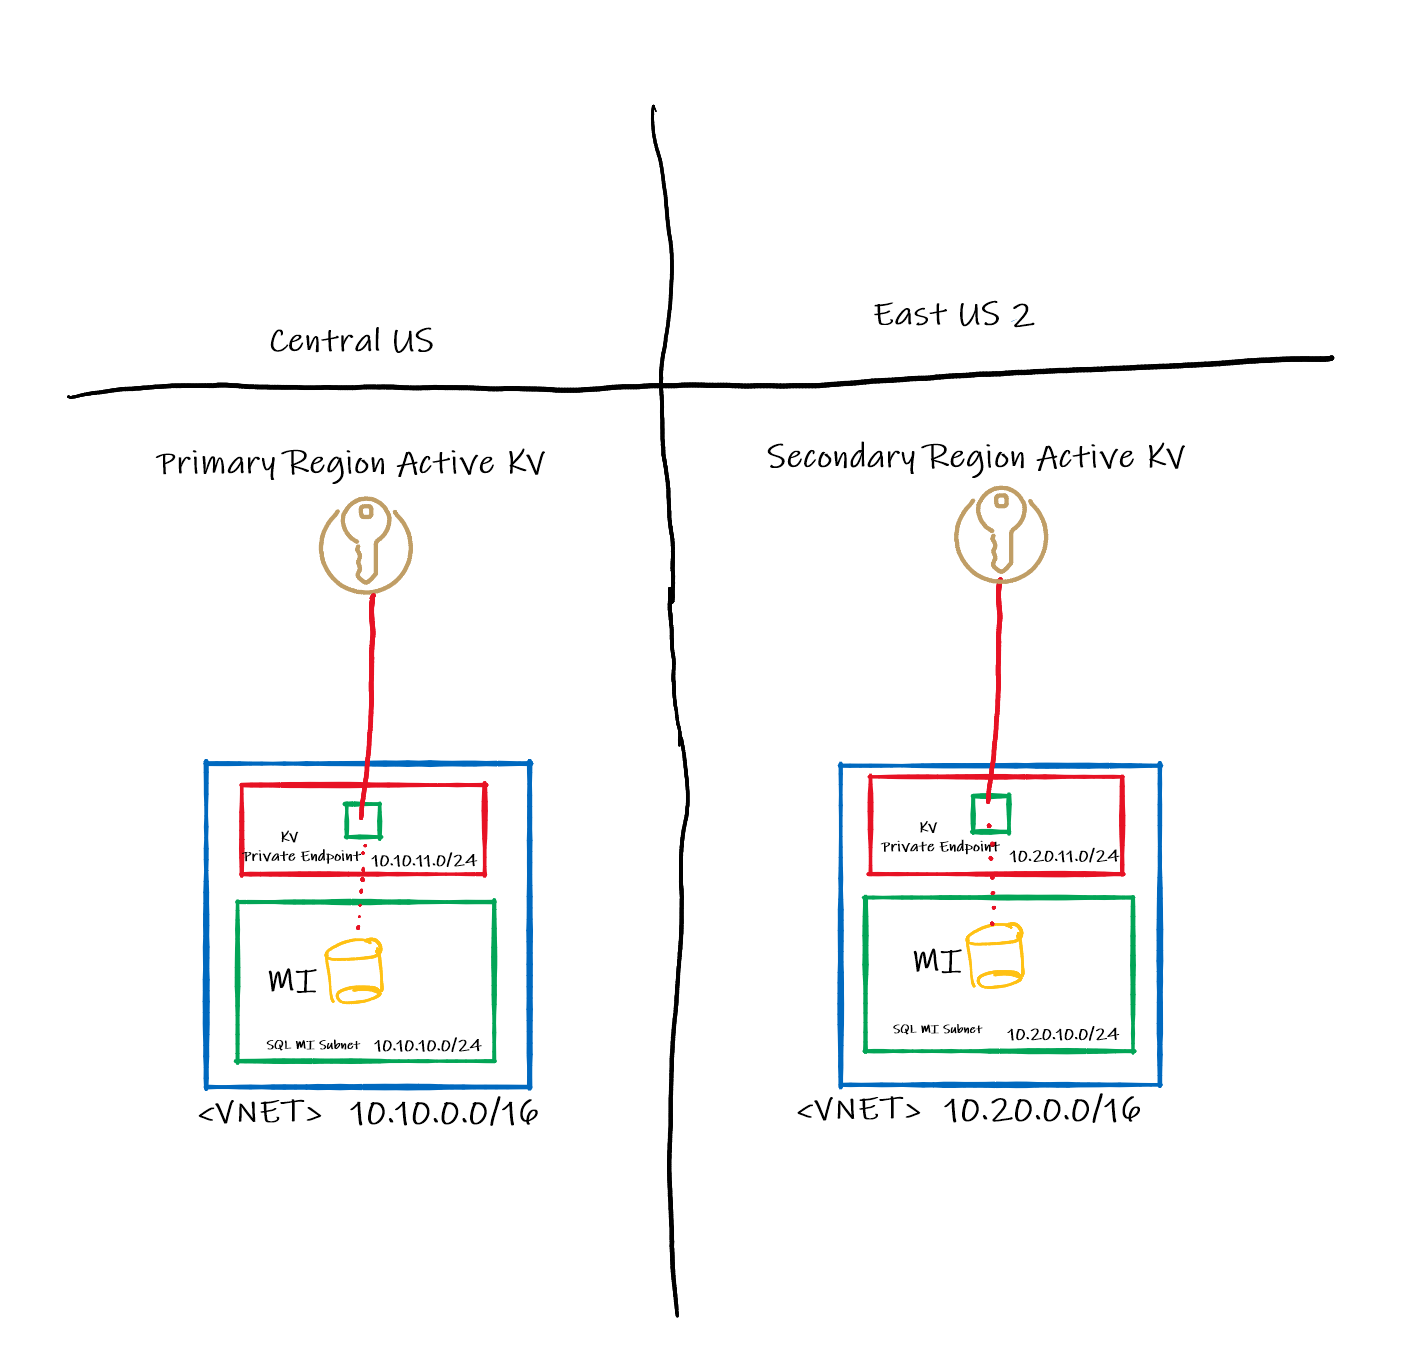 Central US
East US 2
Primary Region Active KV
Secondary Region Active KV
KV
Private Endpoint 10.10.11.0/24
MI
SQL MI Subnet 10.10.10.0/24
<VNET> 10.10.0.0/16
KV
Private Endpoint 10.20.11.0/24
MI
SQL MI Subnet 10.20.10.0/24
<VNET> 10.20.0.0/16